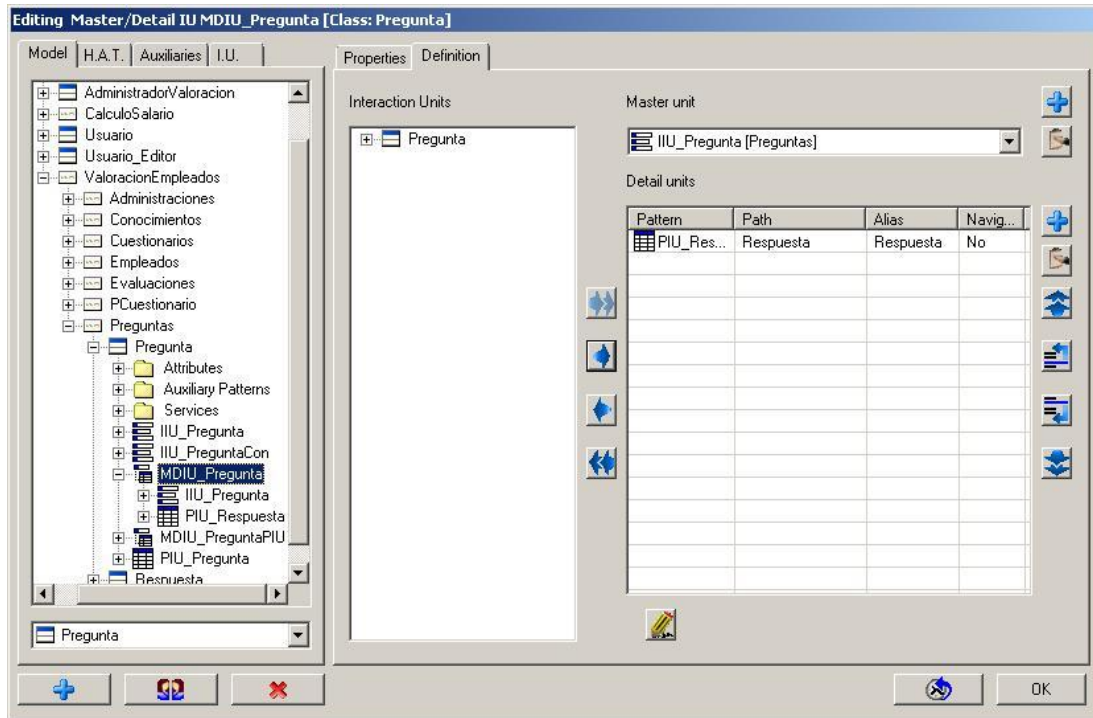 Editing Master/Detail IU MDIU_Pregunta [Class: Pregunta]
Model H.A.T. Auxiliaries I.U.
AdministradorValoracion
CalculoSalario
Usuario
Usuario_Editor
ValoracionEmpleados
Administraciones
Conocimientos
Cuestionarios
Empleados
Evaluaciones
PCuestionario
Preguntas
Pregunta
Attributes
Auxiliary Patterns
Services
IIU_Pregunta
IIU_PreguntaCon
MDIU_Pregunta
IIU_Pregunta
PIU_Respuesta
MDIU_PreguntaPIU
PIU_Pregunta
Respuesta
Pregunta
Properties Definition
Interaction Units
Pregunta
Master unit
IIU_Pregunta [Preguntas]
Detail units
Pattern Path Alias Navig...
PIU_Res... Respuesta Respuesta No
OK